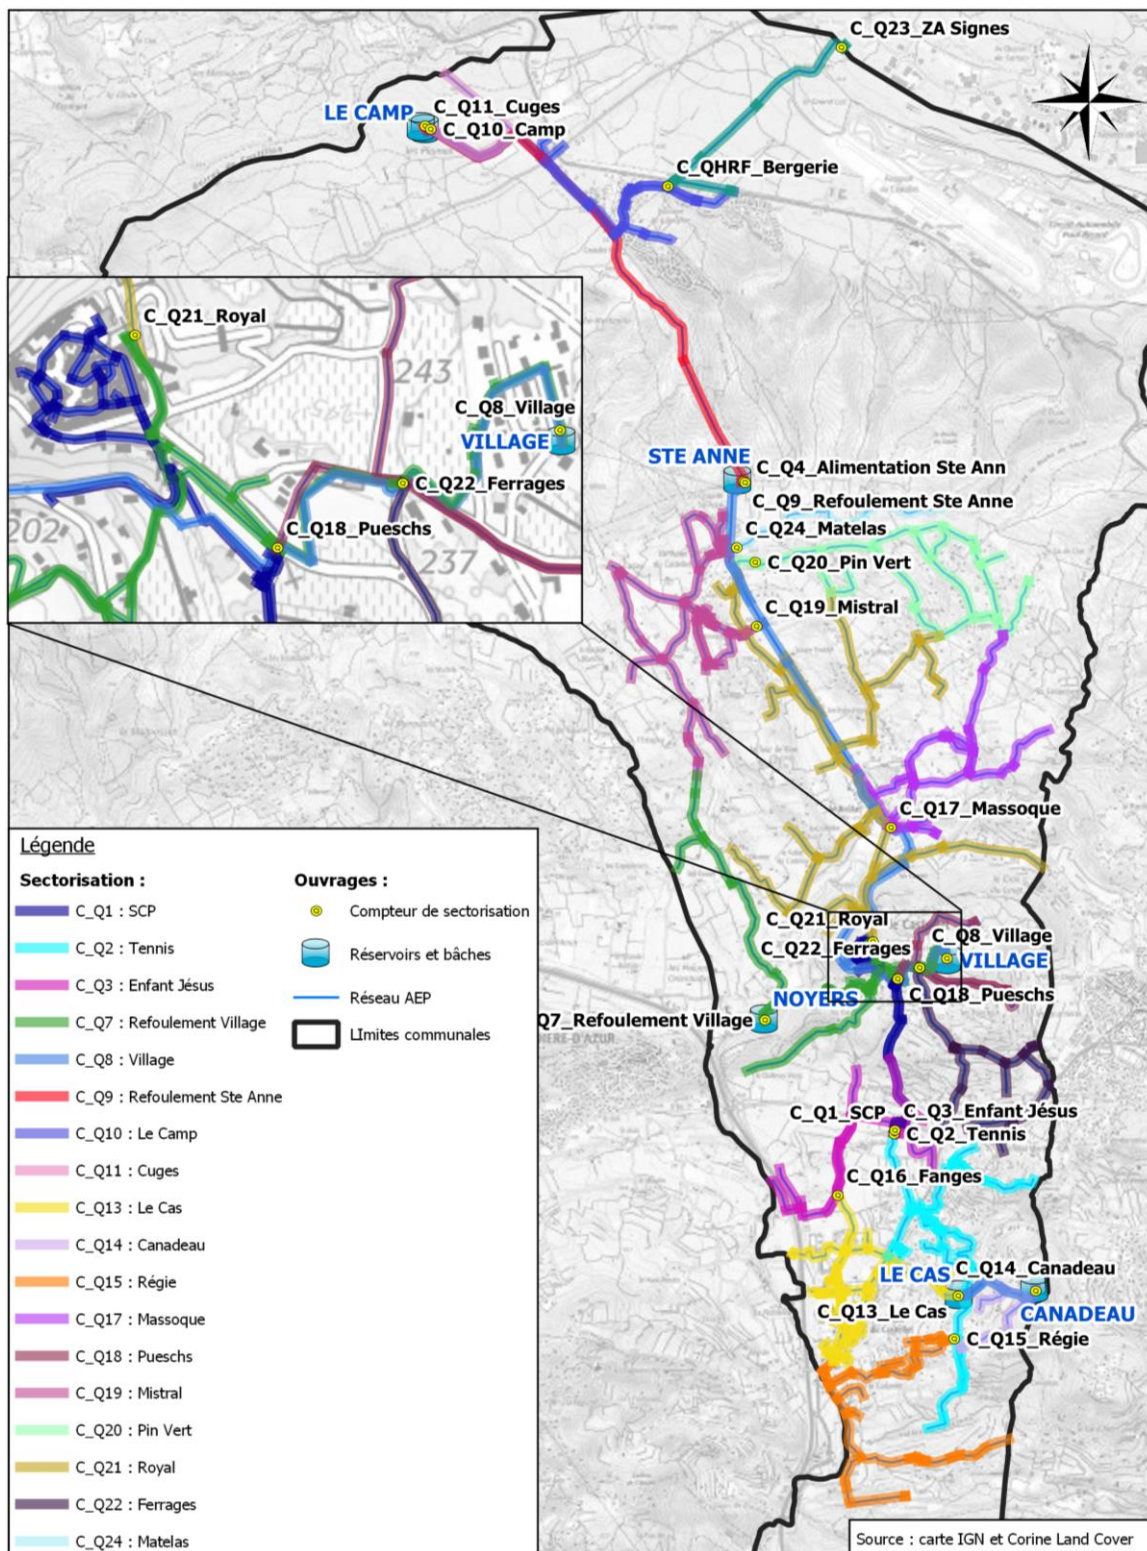 C_Q23_ZA Signes
LE CAMP
C_Q11_Cuges
C_Q10_Camp
C_QHRF_Bergerie
C_Q21_Royal
243
C_Q8_Village
VILLAGE
C_Q22_Ferrages
C_Q18_Pueschs
202
237
STE ANNE
C_Q4_Alimentation Ste Ann
C_Q9_Refoulement Ste Anne
C_Q24_Matelas
C_Q20_Pin Vert
C_Q19_Mistral
C_Q17_Massoque
C_Q21_Royal
C_Q22_Ferrages
C_Q8_Village
VILLAGE
C_Q18_Pueschs
NOYERS
Q7_Refoulement Village
DIERE-D'AZUR
C_Q1_SCP
C_Q3_Enfant Jésus
C_Q2_Tennis
C_Q16_Fanges
LE CAS
C_Q14_Canadeau
C_Q13_Le Cas
CANADEAU
C_Q15_Régie
Légende
Sectorisation :
C_Q1 : SCP
C_Q2 : Tennis
C_Q3 : Enfant Jésus
C_Q7 : Refoulement Village
C_Q8 : Village
C_Q9 : Refoulement Ste Anne
C_Q10 : Le Camp
C_Q11 : Cuges
C_Q13 : Le Cas
C_Q14 : Canadeau
C_Q15 : Régie
C_Q17 : Massoque
C_Q18 : Pueschs
C_Q19 : Mistral
C_Q20 : Pin Vert
C_Q21 : Royal
C_Q22 : Ferrages
C_Q24 : Matelas
Ouvrages :
Compteur de sectorisation
Réservoirs et bâches
Réseau AEP
LImites communales
Source : carte IGN et Corine Land Cover